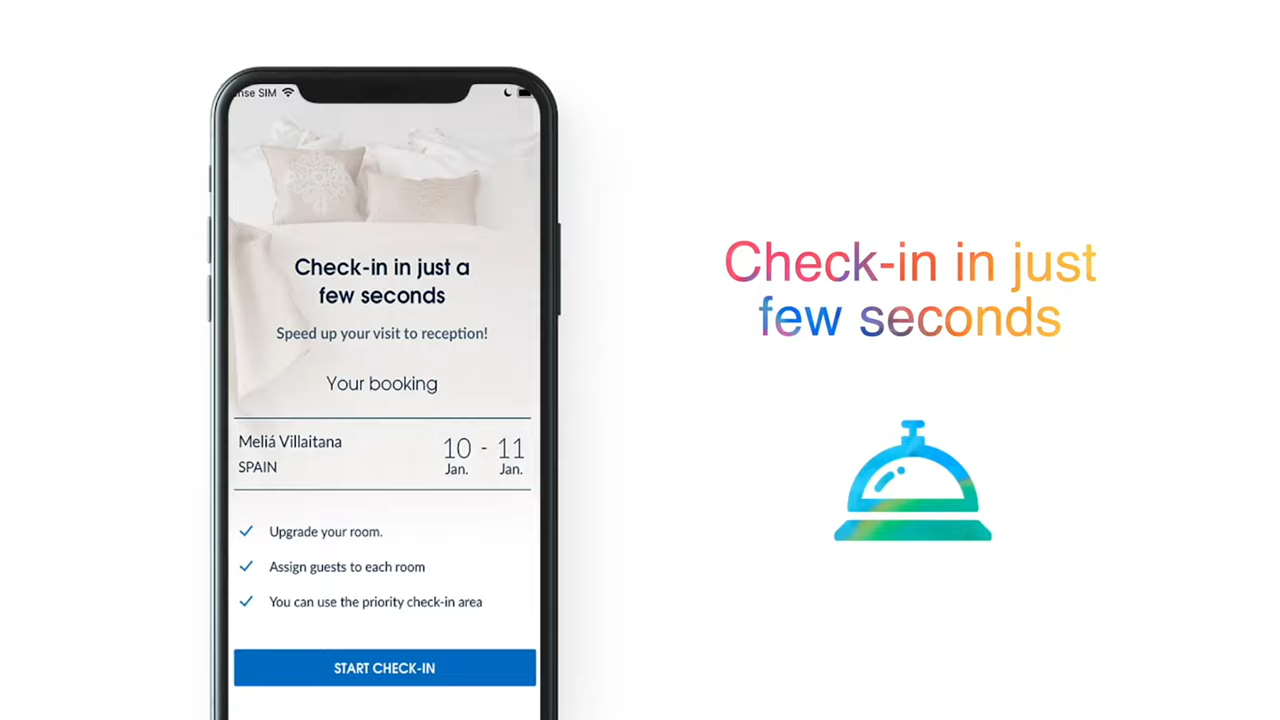 SIM
Check-in in just a
few seconds
Speed up your visit to reception!
Your booking
Meliá Villaitana
SPAIN
10 - 11
Jan. Jan.
Upgrade your room.
Assign guests to each room
You can use the priority check-in area
START CHECK-IN
Check-in in just
few seconds